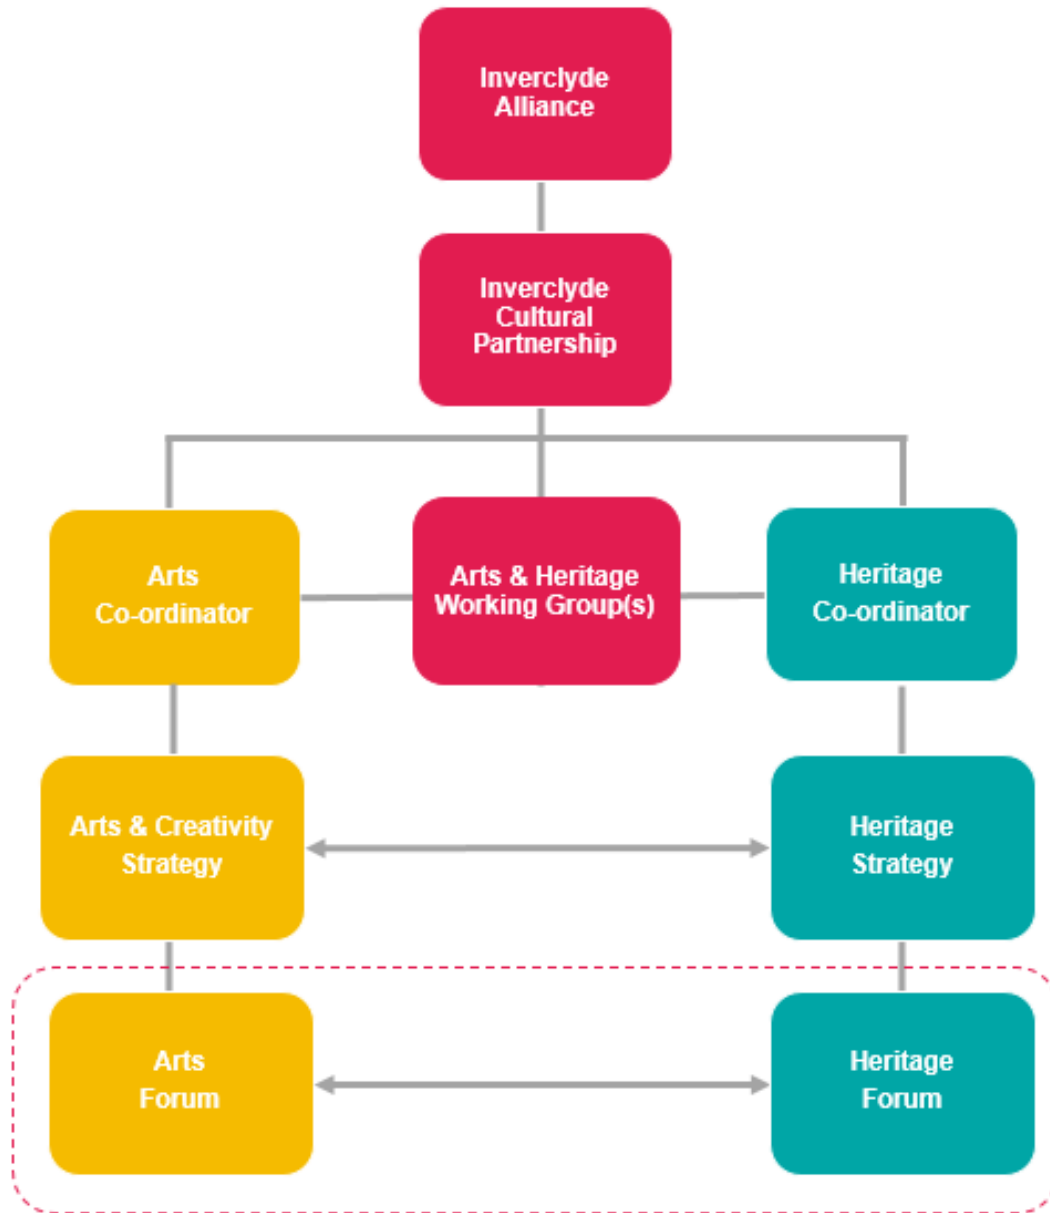 Inverclyde
Alliance
Inverclyde
Cultural
Partnership
Arts
Co-ordinator
Arts & Heritage
Working Group(s)
Heritage
Co-ordinator
Arts & Creativity
Strategy
Heritage
Strategy
Arts
Forum
Heritage
Forum